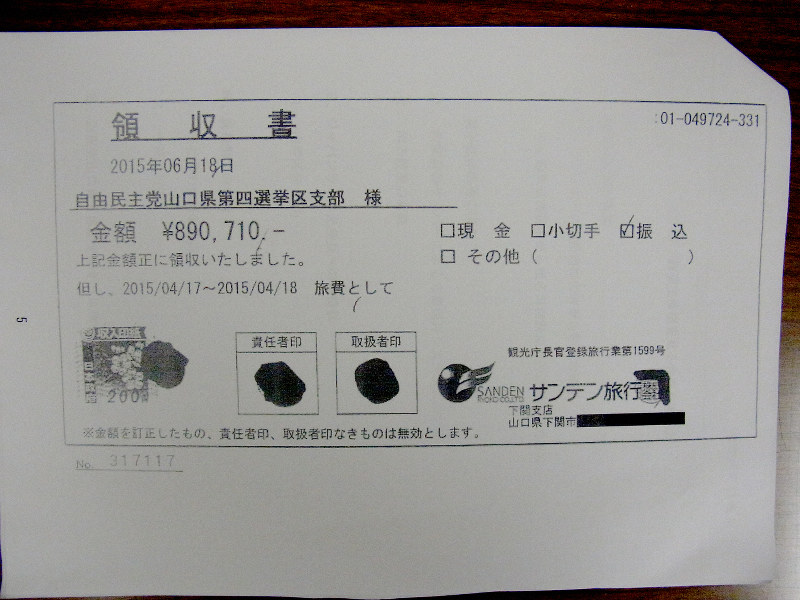 領 収 書
:01-049724-331
2015年06月18日
自由民主党山口県第四選挙区支部 様
金額 ¥890,710.-
□現 金 □小切手 ☑振 込
上記金額正に領収いたしました。
□ その他( )
但し、2015/04/17~2015/04/18 旅費として
5
収入印紙
200
責任者印
取扱者印
観光庁長官登録旅行業第1599号
SANDEN
サンデン旅行
下関支店
山口県下関市
※金額を訂正したもの、責任者印、取扱者印なきものは無効とします。
No. 317117